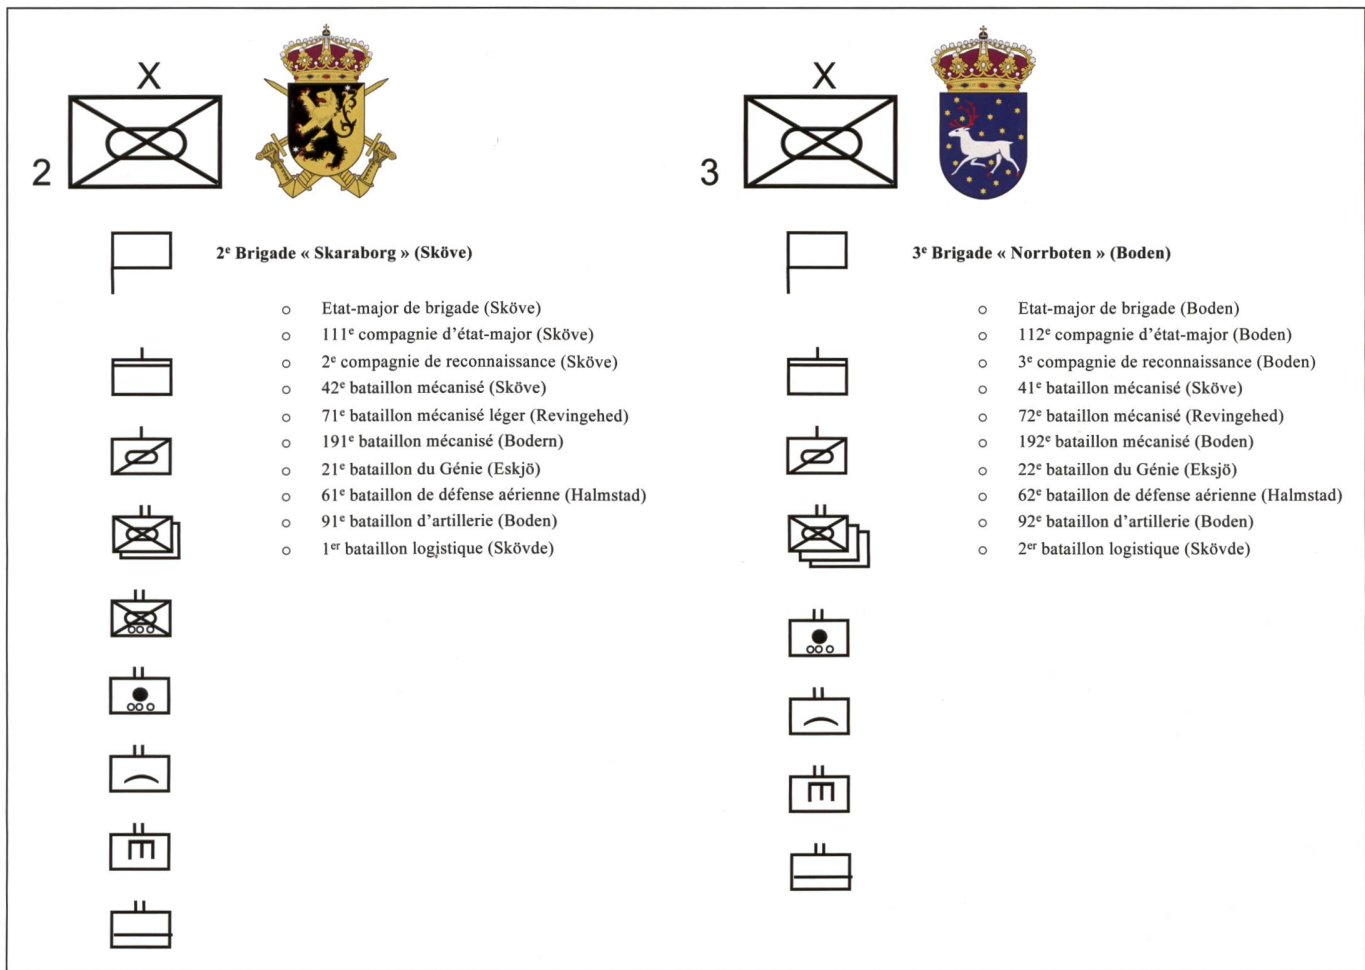 X
2
2e Brigade « Skaraborg » (Sköve)
Etat-major de brigade (Sköve)
111e compagnie d'état-major (Sköve)
2e compagnie de reconnaissance (Sköve)
42e bataillon mécanisé (Sköve)
71e bataillon mécanisé léger (Revingehed)
191e bataillon mécanisé (Bodern)
21e bataillon du Génie (Eskjö)
61e bataillon de défense aérienne (Halmstad)
91e bataillon d'artillerie (Boden)
1er bataillon logistique (Skövde)
X
3
3e Brigade « Norrboten » (Boden)
Etat-major de brigade (Boden)
112e compagnie d'état-major (Boden)
3e compagnie de reconnaissance (Boden)
41e bataillon mécanisé (Sköve)
72e bataillon mécanisé (Revingehed)
192e bataillon mécanisé (Boden)
22e bataillon du Génie (Eksjö)
62e bataillon de défense aérienne (Halmstad)
92e bataillon d'artillerie (Boden)
2er bataillon logistique (Skövde)